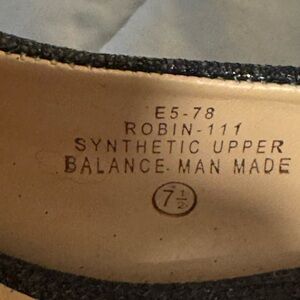 E5-78
ROBIN-111
SYNTHETIC UPPER
BALANCE MAN MADE
7½